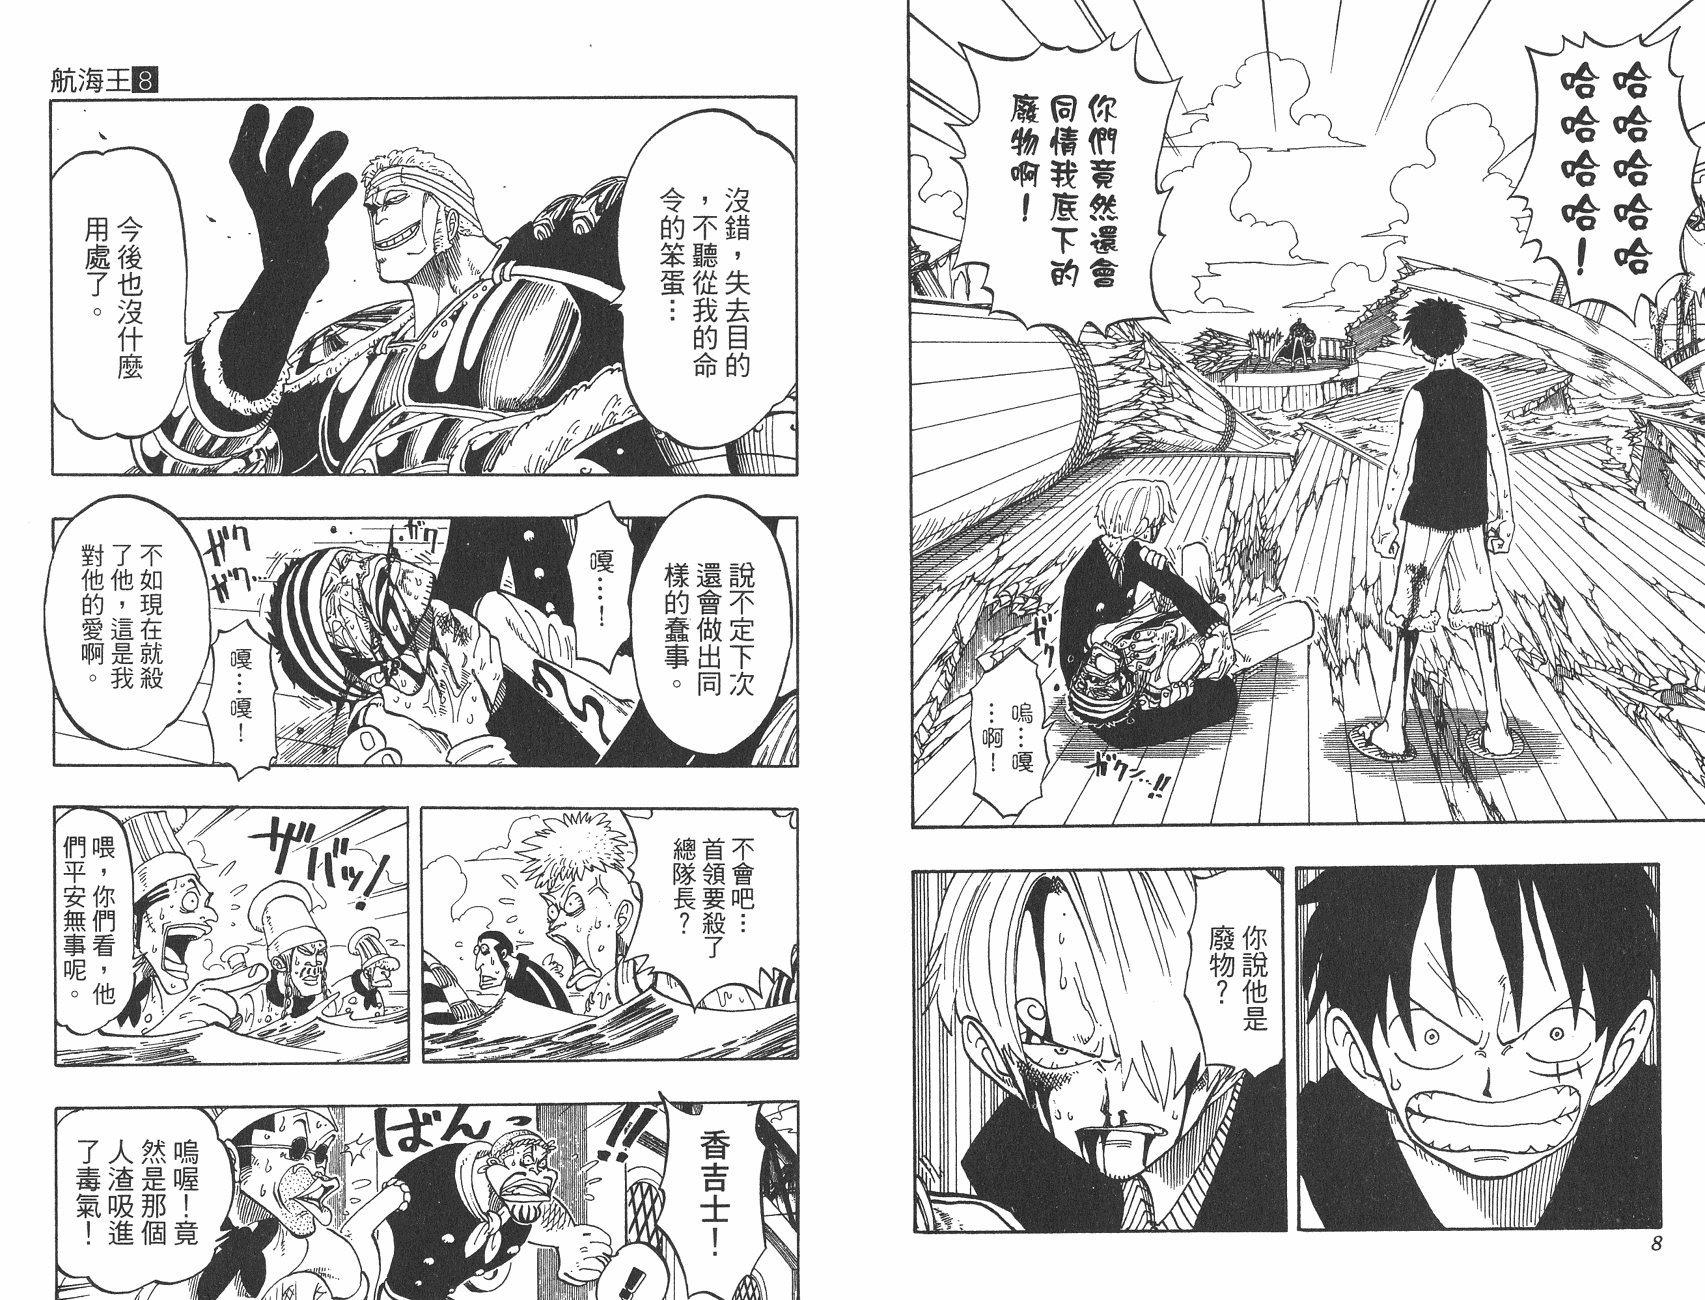 哈哈哈哈哈
哈哈哈哈！
你們竟然還會
同情我底下的
廢物啊！
ガク
嗚…嘎
…啊！
ガクン…!!
你說他是
廢物？
8
航海王8
沒錯，失去目的
，不聽從我的命
令的笨蛋…
今後也沒什麼
用處了。
說不定下次
還會做出同
樣的蠢事。
嘎…！
ガク
ガク
ガク
嘎…嘎！
不如現在就殺
了他，這是我
對他的愛啊。
不會吧…
首領要殺了
總隊長？
ザバッ！
喂，你們看，他
們平安無事呢。
香吉士！
!!
ばんっ
！
嗚喔！竟
然是那個
人渣吸進
了毒氣！